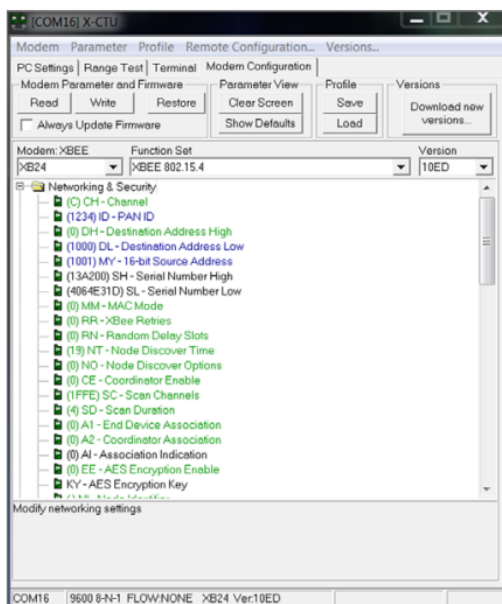 [COM16] X-CTU
Modem Parameter Profile Remote Configuration... Versions...
PC Settings Range Test Terminal Modem Configuration
Modem Parameter and Firmware Parameter View Profile Versions
Read Write Restore Clear Screen Save Download new versions...
Always Update Firmware Show Defaults Load
Modem: XBEE Function Set Version
XB24 XBEE 802.15.4 10ED
Networking & Security
(C) CH - Channel
(1234) ID - PAN ID
(0) DH - Destination Address High
(1000) DL - Destination Address Low
(1001) MY - 16-bit Source Address
(13A200) SH - Serial Number High
(4064E31D) SL - Serial Number Low
(0) MM - MAC Mode
(0) RR - XBee Retries
(0) RN - Random Delay Slots
(19) NT - Node Discover Time
(0) NO - Node Discover Options
(0) CE - Coordinator Enable
(1FFE) SC - Scan Channels
(4) SD - Scan Duration
(0) A1 - End Device Association
(0) A2 - Coordinator Association
(0) AI - Association Indication
(0) EE - AES Encryption Enable
KY - AES Encryption Key
( ) NI - Node Identifier
Modify networking settings
COM16 9600 8-N-1 FLOW:NONE XB24 Ver:10ED